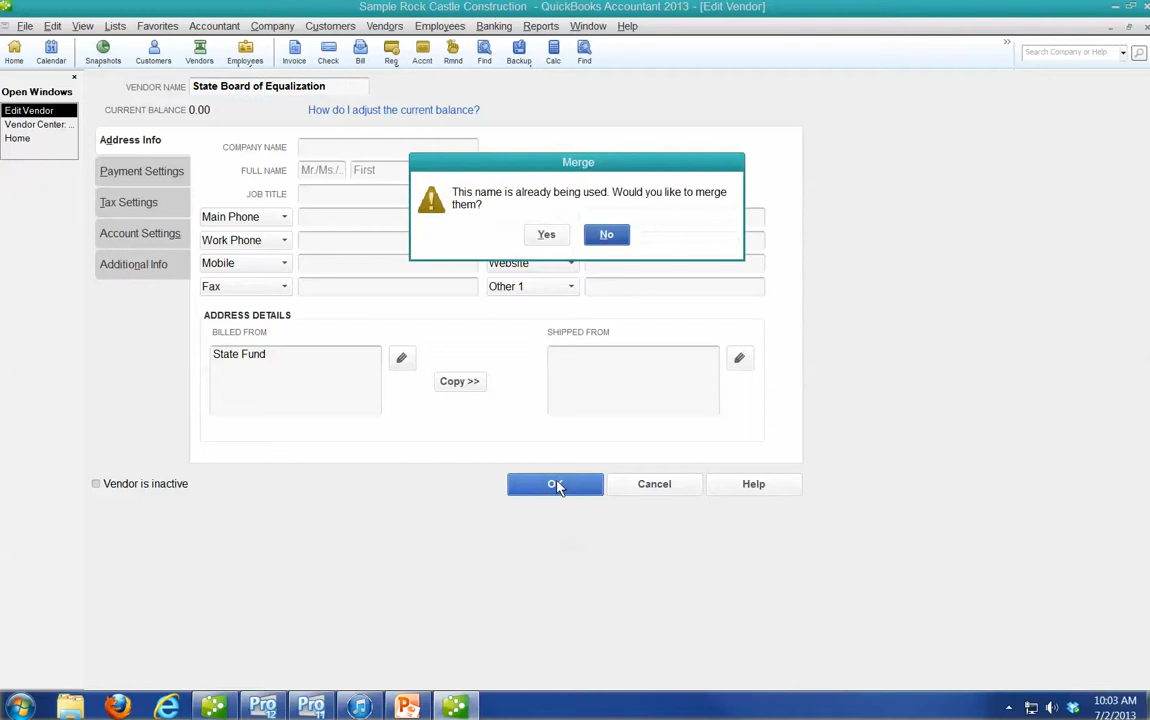 Sample Rock Castle Construction - QuickBooks Accountant 2013 - [Edit Vendor]
File Edit View Lists Favorites Accountant Company Customers Vendors Employees Banking Reports Window Help
Home Calendar Snapshots Customers Vendors Employees Invoice Check Bill Reg Accnt Rmnd Find Backup Calc Find
Search Company or Help
Open Windows
Edit Vendor
Vendor Center: ...
Home
VENDOR NAME State Board of Equalization
CURRENT BALANCE 0.00 How do I adjust the current balance?
Address Info
Payment Settings
Tax Settings
Account Settings
Additional Info
COMPANY NAME
FULL NAME Mr./Ms./.. First
JOB TITLE
Main Phone
Work Phone
Mobile Website
Fax Other 1
Merge
This name is already being used. Would you like to merge
them?
Yes No
ADDRESS DETAILS
BILLED FROM SHIPPED FROM
State Fund
Copy >>
Vendor is inactive
OK Cancel Help
Pro 12 Pro 11
10:03 AM
7/2/2013